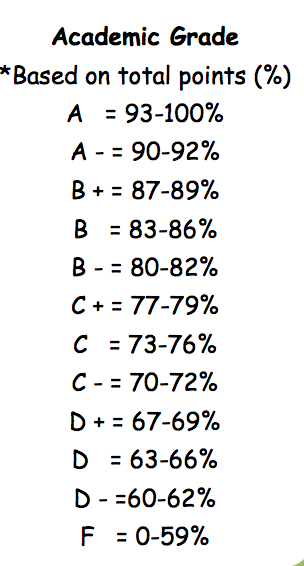 Academic Grade
*Based on total points (%)
A = 93-100%
A - = 90-92%
B + = 87-89%
B = 83-86%
B - = 80-82%
C + = 77-79%
C = 73-76%
C - = 70-72%
D + = 67-69%
D = 63-66%
D - =60-62%
F = 0-59%